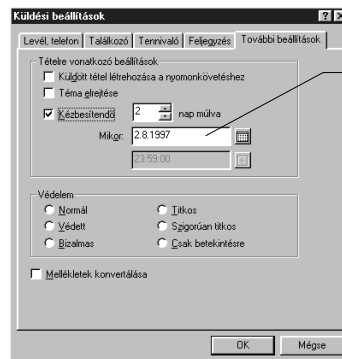 Küldési beállítások
Levél, telefon Találkozó Tennivaló Feljegyzés További beállítások
Tételre vonatkozó beállítások
Küldött tétel létrehozása a nyomonkövetéshez
Téma elrejtése
Kézbesítendő 2 nap múlva
Mikor: 2.8.1997
23:59:00
Védelem
Normál Titkos
Védett Szigorúan titkos
Bizalmas Csak betekintésre
Mellékletek konvertálása
OK Mégse